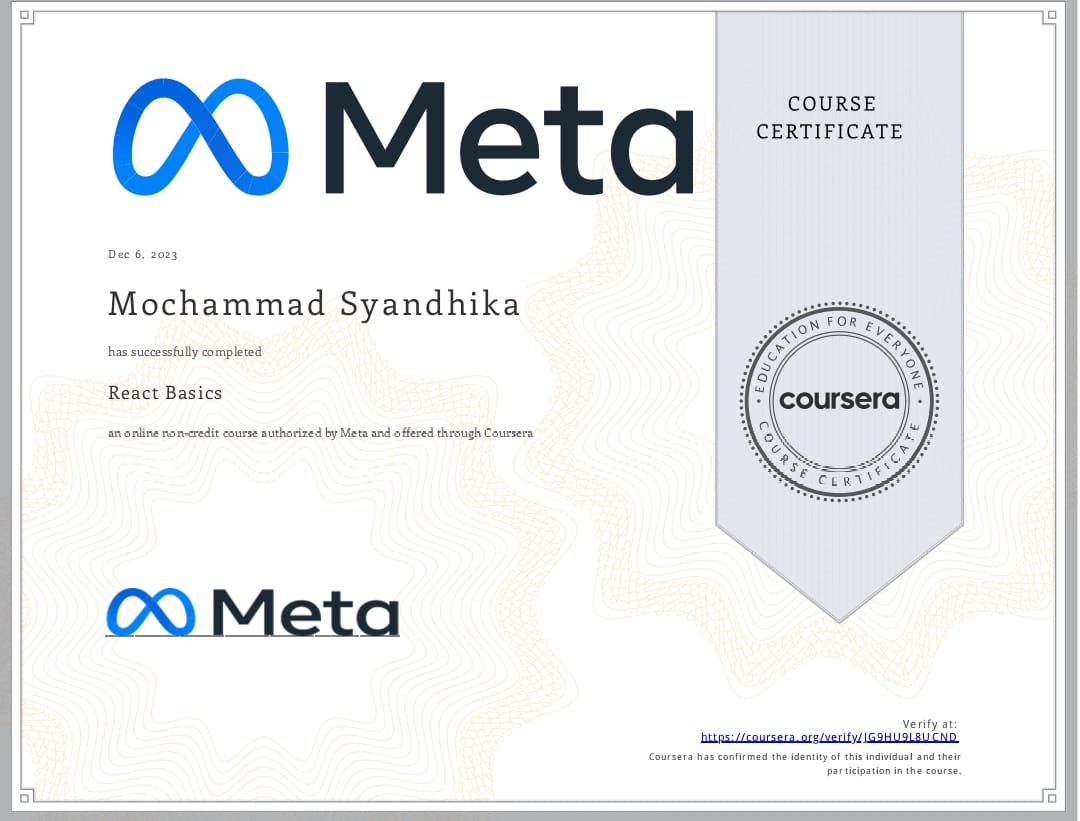 Meta
COURSE
CERTIFICATE
Dec 6, 2023
Mochammad Syandhika
has successfully completed
React Basics
an online non-credit course authorized by Meta and offered through Coursera
EDUCATION FOR EVERYONE
coursera
COURSE CERTIFICATE
Meta
Verify at:
https://coursera.org/verify/JG9HU9L8UCND
Coursera has confirmed the identity of this individual and their
participation in the course.